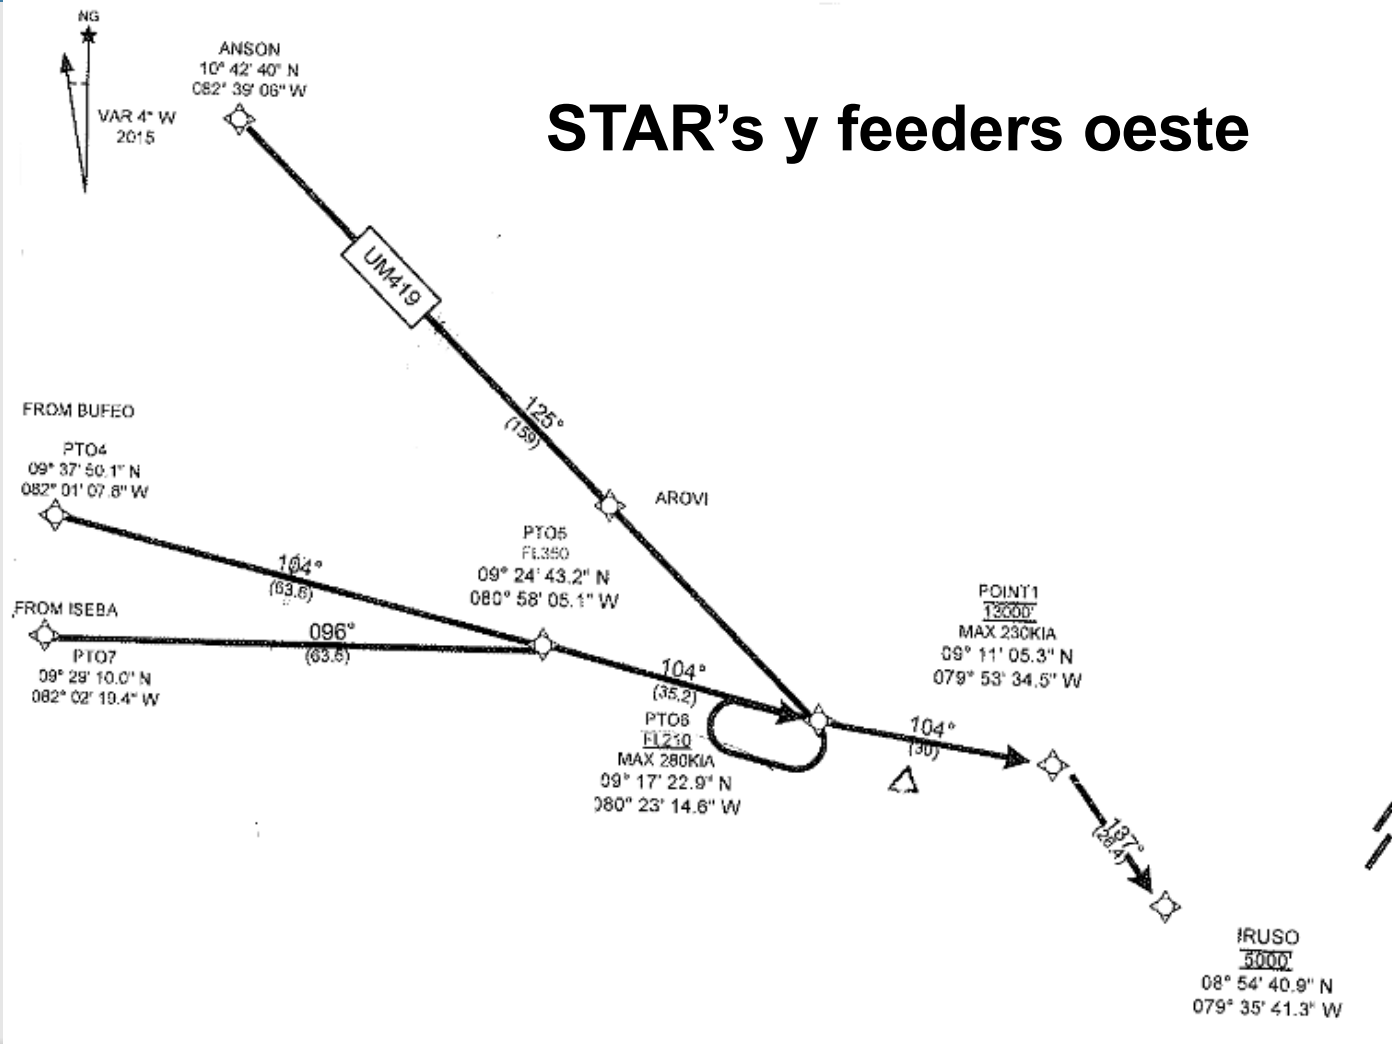 NG
VAR 4° W
2015
ANSON
10° 42' 40" N
082° 39' 06" W
STAR’s y feeders oeste
UM419
125°
(159)
AROVI
FROM BUFEO
PTO4
09° 37' 50.1" N
082° 01' 07.8" W
104°
(63.6)
FROM ISEBA
PTO7
09° 29' 10.0" N
082° 02' 19.4" W
096°
(63.5)
PTO5
FL350
09° 24' 43.2" N
080° 58' 05.1" W
104°
(35.2)
PTO6
FL210
MAX 280KIA
09° 17' 22.9" N
080° 23' 14.6" W
104°
(30)
POINT1
13000'
MAX 230KIA
09° 11' 05.3" N
079° 53' 34.5" W
137°
(26.4)
IRUSO
5000'
08° 54' 40.9" N
079° 35' 41.3" W